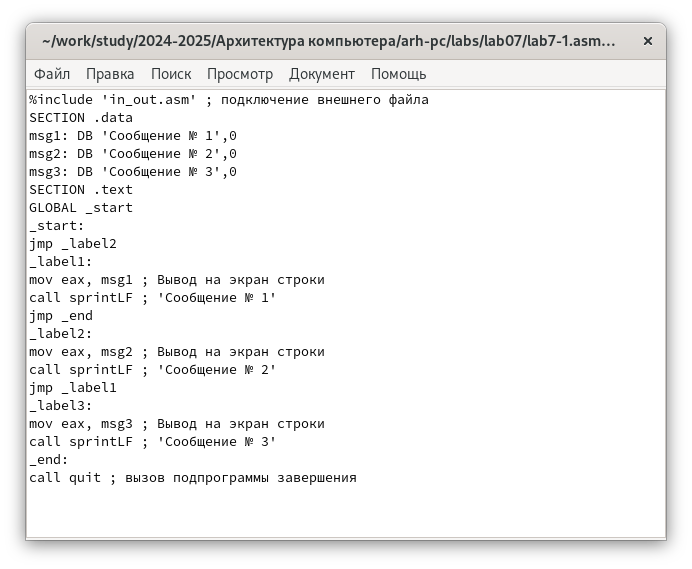 ~/work/study/2024-2025/Архитектура компьютера/arh-pc/labs/lab07/lab7-1.asm...
Файл Правка Поиск Просмотр Документ Помощь
%include 'in_out.asm' ; подключение внешнего файла
SECTION .data
msg1: DB 'Сообщение № 1',0
msg2: DB 'Сообщение № 2',0
msg3: DB 'Сообщение № 3',0
SECTION .text
GLOBAL _start
_start:
jmp _label2
_label1:
mov eax, msg1 ; Вывод на экран строки
call sprintLF ; 'Сообщение № 1'
jmp _end
_label2:
mov eax, msg2 ; Вывод на экран строки
call sprintLF ; 'Сообщение № 2'
jmp _label1
_label3:
mov eax, msg3 ; Вывод на экран строки
call sprintLF ; 'Сообщение № 3'
_end:
call quit ; вызов подпрограммы завершения